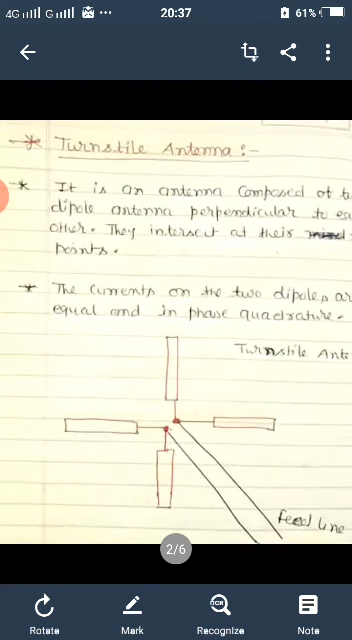 4G G ... 20:37 61%
* Turnstile Antenna :-
* It is an antenna composed of
dipole antenna perpendicular to ea
other. They intersect at their
points.
* The currents on the two dipoles ar
equal and in phase quadrature.
Turnstile Ante
feed line
2/6
OCR
Rotate Mark Recognize Note